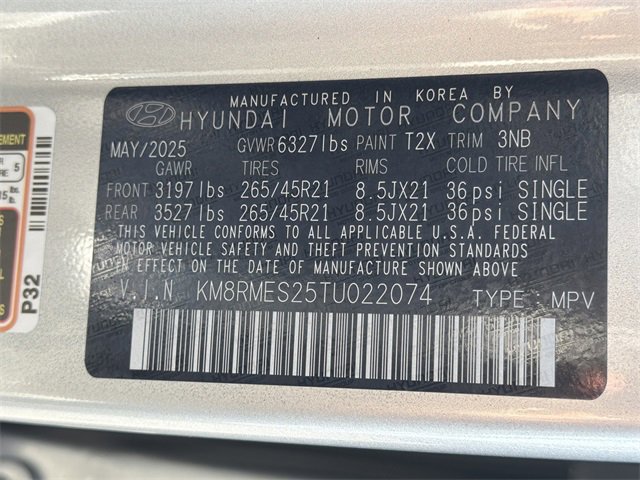 MANUFACTURED IN KOREA BY
HYUNDAI MOTOR COMPANY
MAY/2025 GVWR 6327lbs PAINT T2X TRIM 3NB
GAWR TIRES RIMS COLD TIRE INFL
FRONT 3197lbs 265/45R21 8.5JX21 36psi SINGLE
REAR 3527lbs 265/45R21 8.5JX21 36psi SINGLE
THIS VEHICLE CONFORMS TO ALL APPLICABLE U.S.A. FEDERAL
MOTOR VEHICLE SAFETY AND THEFT PREVENTION STANDARDS
IN EFFECT ON THE DATE OF MANUFACTURE SHOWN ABOVE
V.I.N KM8RMES25TU022074 TYPE: MPV
5
P32